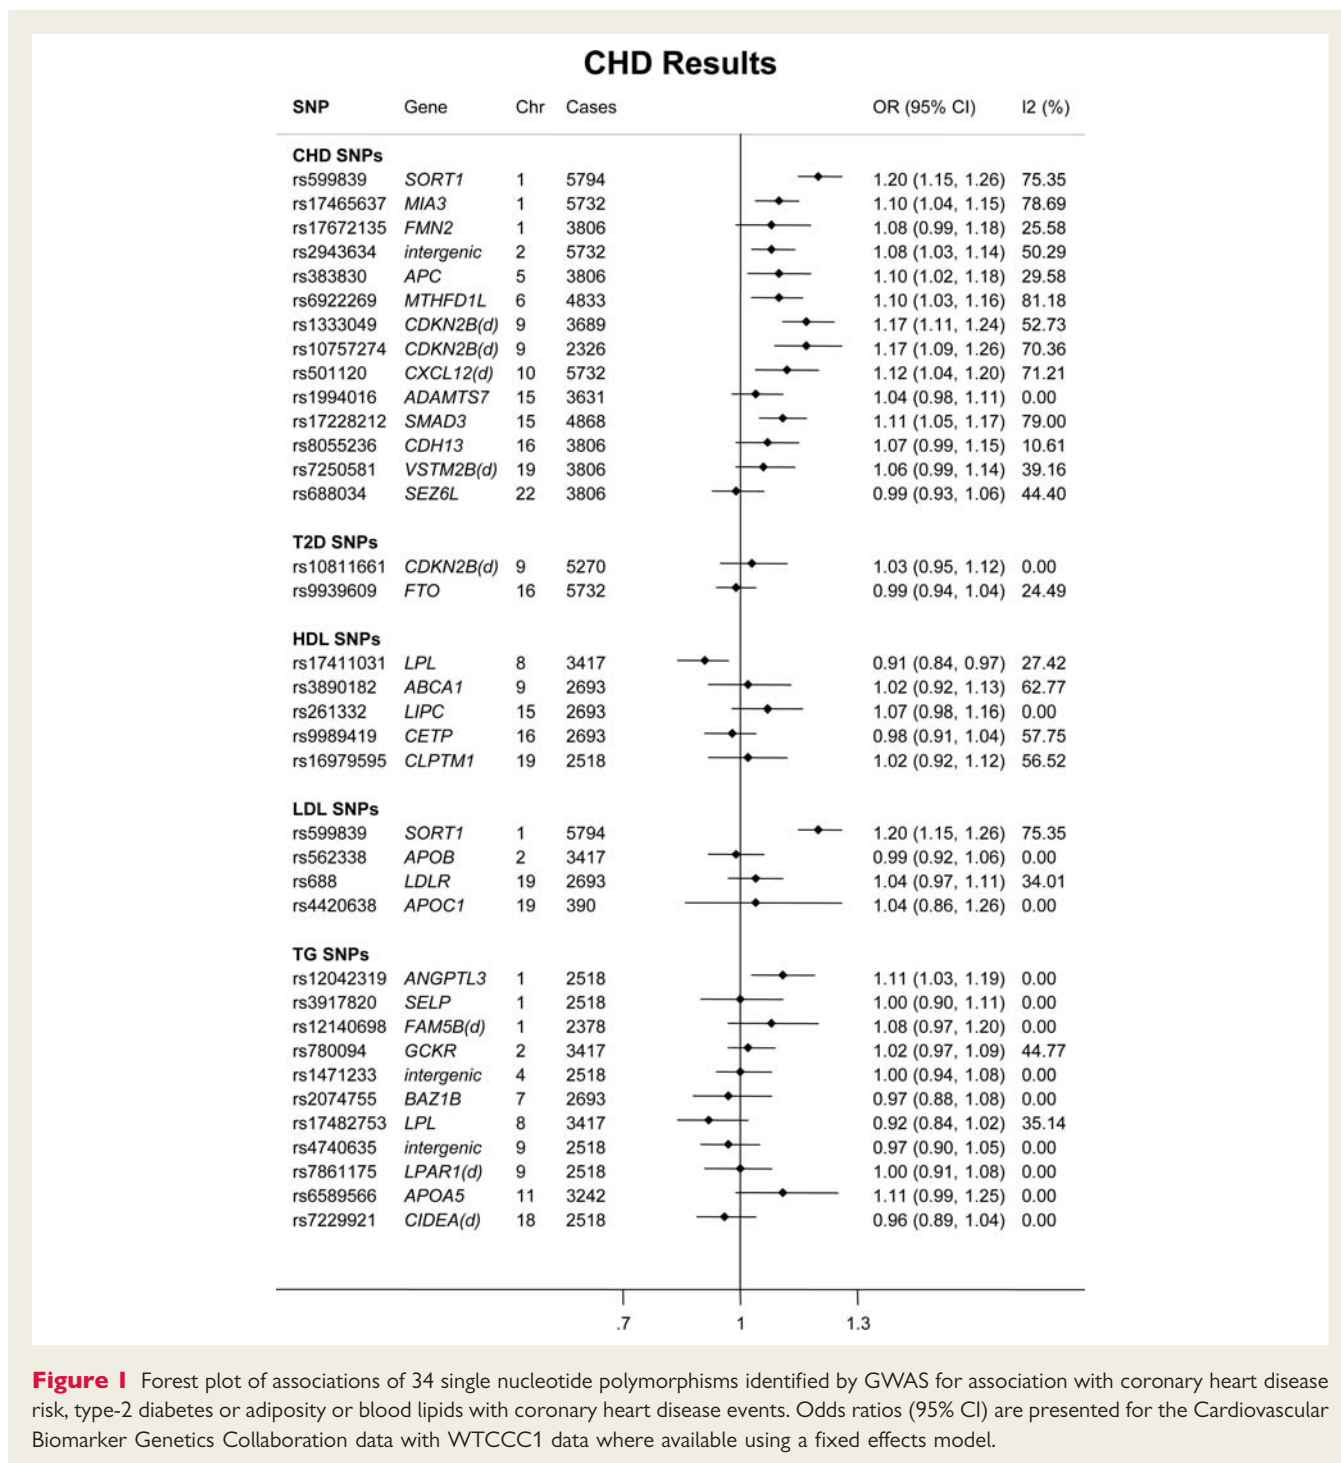 CHD Results
SNP Gene Chr Cases OR (95% CI) I2 (%)
CHD SNPs
rs599839 SORT1 1 5794 1.20 (1.15, 1.26) 75.35
rs17465637 MIA3 1 5732 1.10 (1.04, 1.15) 78.69
rs17672135 FMN2 1 3806 1.08 (0.99, 1.18) 25.58
rs2943634 intergenic 2 5732 1.08 (1.03, 1.14) 50.29
rs383830 APC 5 3806 1.10 (1.02, 1.18) 29.58
rs6922269 MTHFD1L 6 4833 1.10 (1.03, 1.16) 81.18
rs1333049 CDKN2B(d) 9 3689 1.17 (1.11, 1.24) 52.73
rs10757274 CDKN2B(d) 9 2326 1.17 (1.09, 1.26) 70.36
rs501120 CXCL12(d) 10 5732 1.12 (1.04, 1.20) 71.21
rs1994016 ADAMTS7 15 3631 1.04 (0.98, 1.11) 0.00
rs17228212 SMAD3 15 4868 1.11 (1.05, 1.17) 79.00
rs8055236 CDH13 16 3806 1.07 (0.99, 1.15) 10.61
rs7250581 VSTM2B(d) 19 3806 1.06 (0.99, 1.14) 39.16
rs688034 SEZ6L 22 3806 0.99 (0.93, 1.06) 44.40
T2D SNPs
rs10811661 CDKN2B(d) 9 5270 1.03 (0.95, 1.12) 0.00
rs9939609 FTO 16 5732 0.99 (0.94, 1.04) 24.49
HDL SNPs
rs17411031 LPL 8 3417 0.91 (0.84, 0.97) 27.42
rs3890182 ABCA1 9 2693 1.02 (0.92, 1.13) 62.77
rs261332 LIPC 15 2693 1.07 (0.98, 1.16) 0.00
rs9989419 CETP 16 2693 0.98 (0.91, 1.04) 57.75
rs16979595 CLPTM1 19 2518 1.02 (0.92, 1.12) 56.52
LDL SNPs
rs599839 SORT1 1 5794 1.20 (1.15, 1.26) 75.35
rs562338 APOB 2 3417 0.99 (0.92, 1.06) 0.00
rs688 LDLR 19 2693 1.04 (0.97, 1.11) 34.01
rs4420638 APOC1 19 390 1.04 (0.86, 1.26) 0.00
TG SNPs
rs12042319 ANGPTL3 1 2518 1.11 (1.03, 1.19) 0.00
rs3917820 SELP 1 2518 1.00 (0.90, 1.11) 0.00
rs12140698 FAM5B(d) 1 2378 1.08 (0.97, 1.20) 0.00
rs780094 GCKR 2 3417 1.02 (0.97, 1.09) 44.77
rs1471233 intergenic 4 2518 1.00 (0.94, 1.08) 0.00
rs2074755 BAZ1B 7 2693 0.97 (0.88, 1.08) 0.00
rs17482753 LPL 8 3417 0.92 (0.84, 1.02) 35.14
rs4740635 intergenic 9 2518 0.97 (0.90, 1.05) 0.00
rs7861175 LPAR1(d) 9 2518 1.00 (0.91, 1.08) 0.00
rs6589566 APOA5 11 3242 1.11 (0.99, 1.25) 0.00
rs7229921 CIDEA(d) 18 2518 0.96 (0.89, 1.04) 0.00
.7 1 1.3
Figure 1 Forest plot of associations of 34 single nucleotide polymorphisms identified by GWAS for association with coronary heart disease
risk, type-2 diabetes or adiposity or blood lipids with coronary heart disease events. Odds ratios (95% CI) are presented for the Cardiovascular
Biomarker Genetics Collaboration data with WTCCC1 data where available using a fixed effects model.